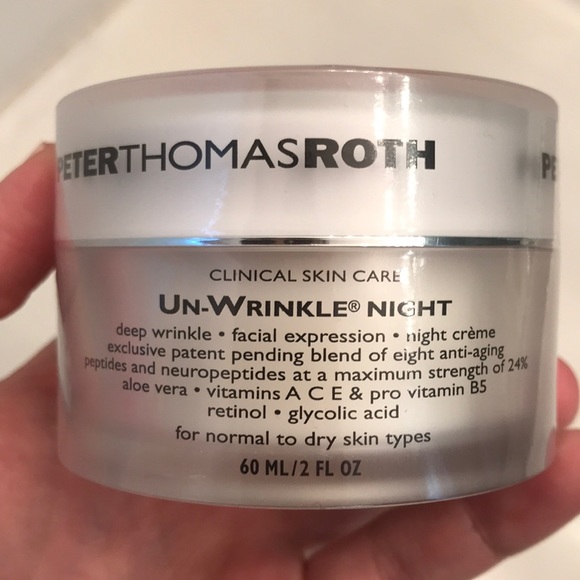 PETERTHOMASROTH PE
CLINICAL SKIN CARE
UN-WRINKLE® NIGHT
deep wrinkle • facial expression • night crème
exclusive patent pending blend of eight anti-aging
peptides and neuropeptides at a maximum strength of 24%
aloe vera • vitamins A C E & pro vitamin B5
retinol • glycolic acid
for normal to dry skin types
60 ML/2 FL OZ